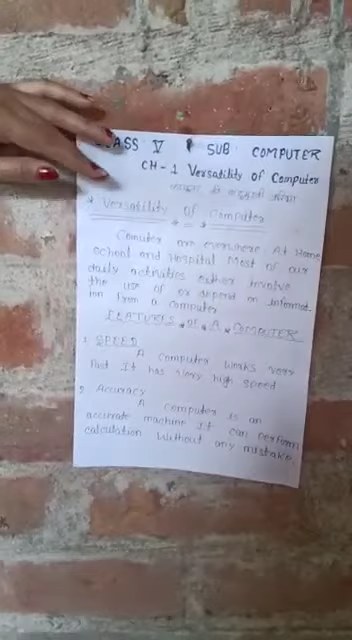 CLASS V SUB COMPUTER
CH-1 Versatility of Computer
* Versatility of Computer
Comuter are everwhere At Home
School and Hospital Most of our
daily activities either involve
the use of or depend on informat
ion from a computer
FEATURES OF A COMPUTER
1 SPEED
A Computer works very
fast It has very high speed
2 Accuracy
A computer is an
accurate machine It can perform
calculation without any mistake